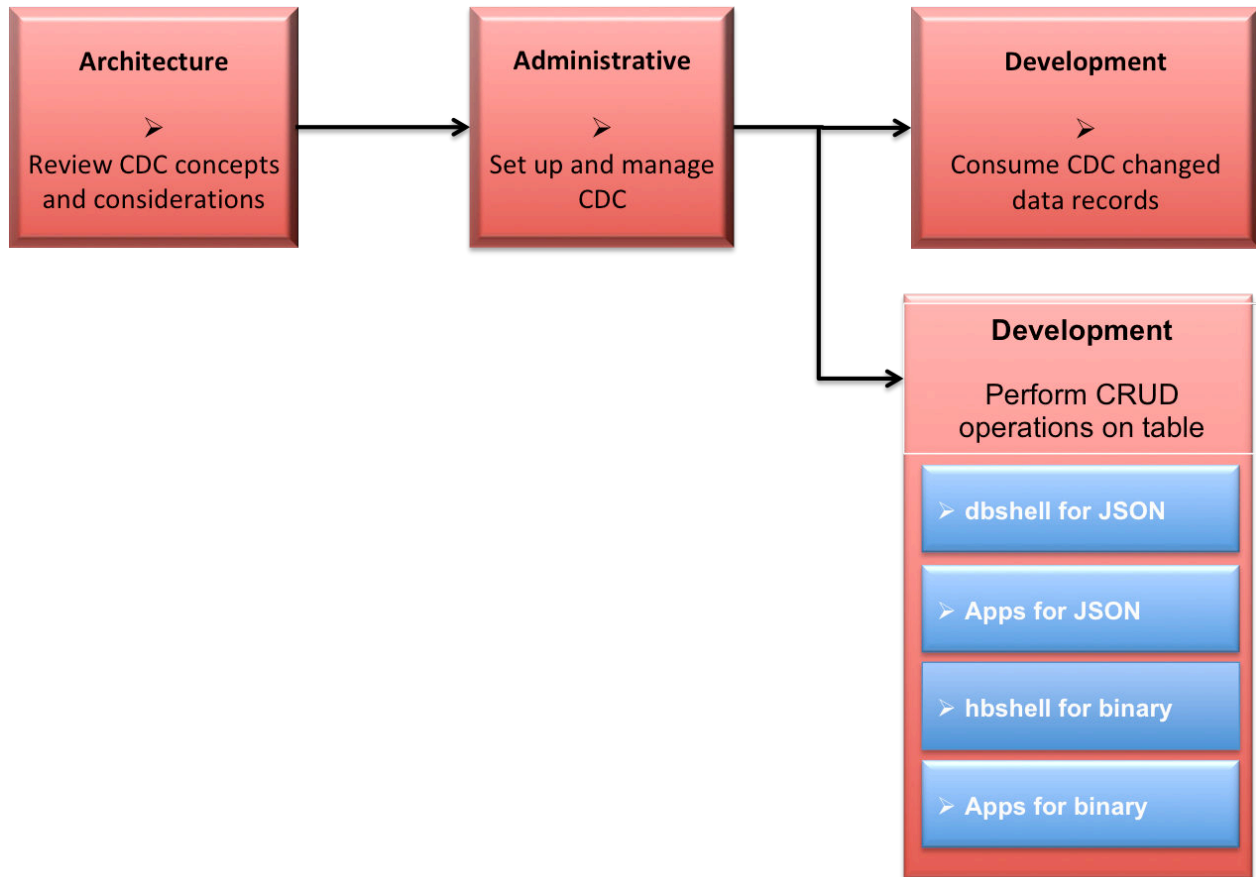 Architecture
➢
Review CDC concepts
and considerations
Administrative
➢
Set up and manage
CDC
Development
➢
Consume CDC changed
data records
Development
Perform CRUD
operations on table
➢ dbshell for JSON
➢ Apps for JSON
➢ hbshell for binary
➢ Apps for binary